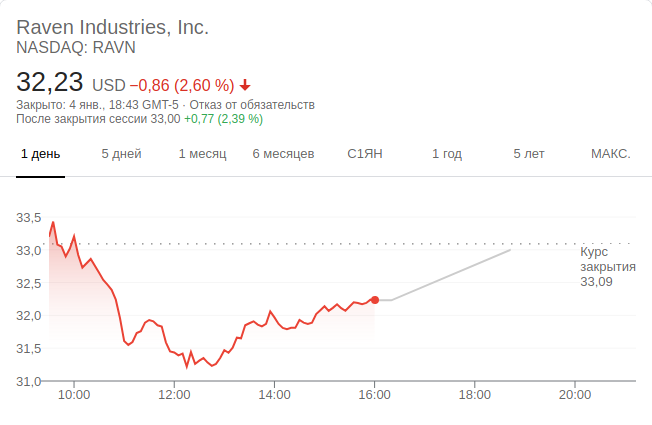 Raven Industries, Inc.
NASDAQ: RAVN
32,23 USD −0,86 (2,60 %)
Закрыто: 4 янв., 18:43 GMT-5 · Отказ от обязательств
После закрытия сессии 33,00 +0,77 (2,39 %)
1 день 5 дней 1 месяц 6 месяцев С1ЯН 1 год 5 лет МАКС.
33,5
33,0
Курс
закрытия
33,09
32,5
32,0
31,5
31,0
10:00 12:00 14:00 16:00 18:00 20:00